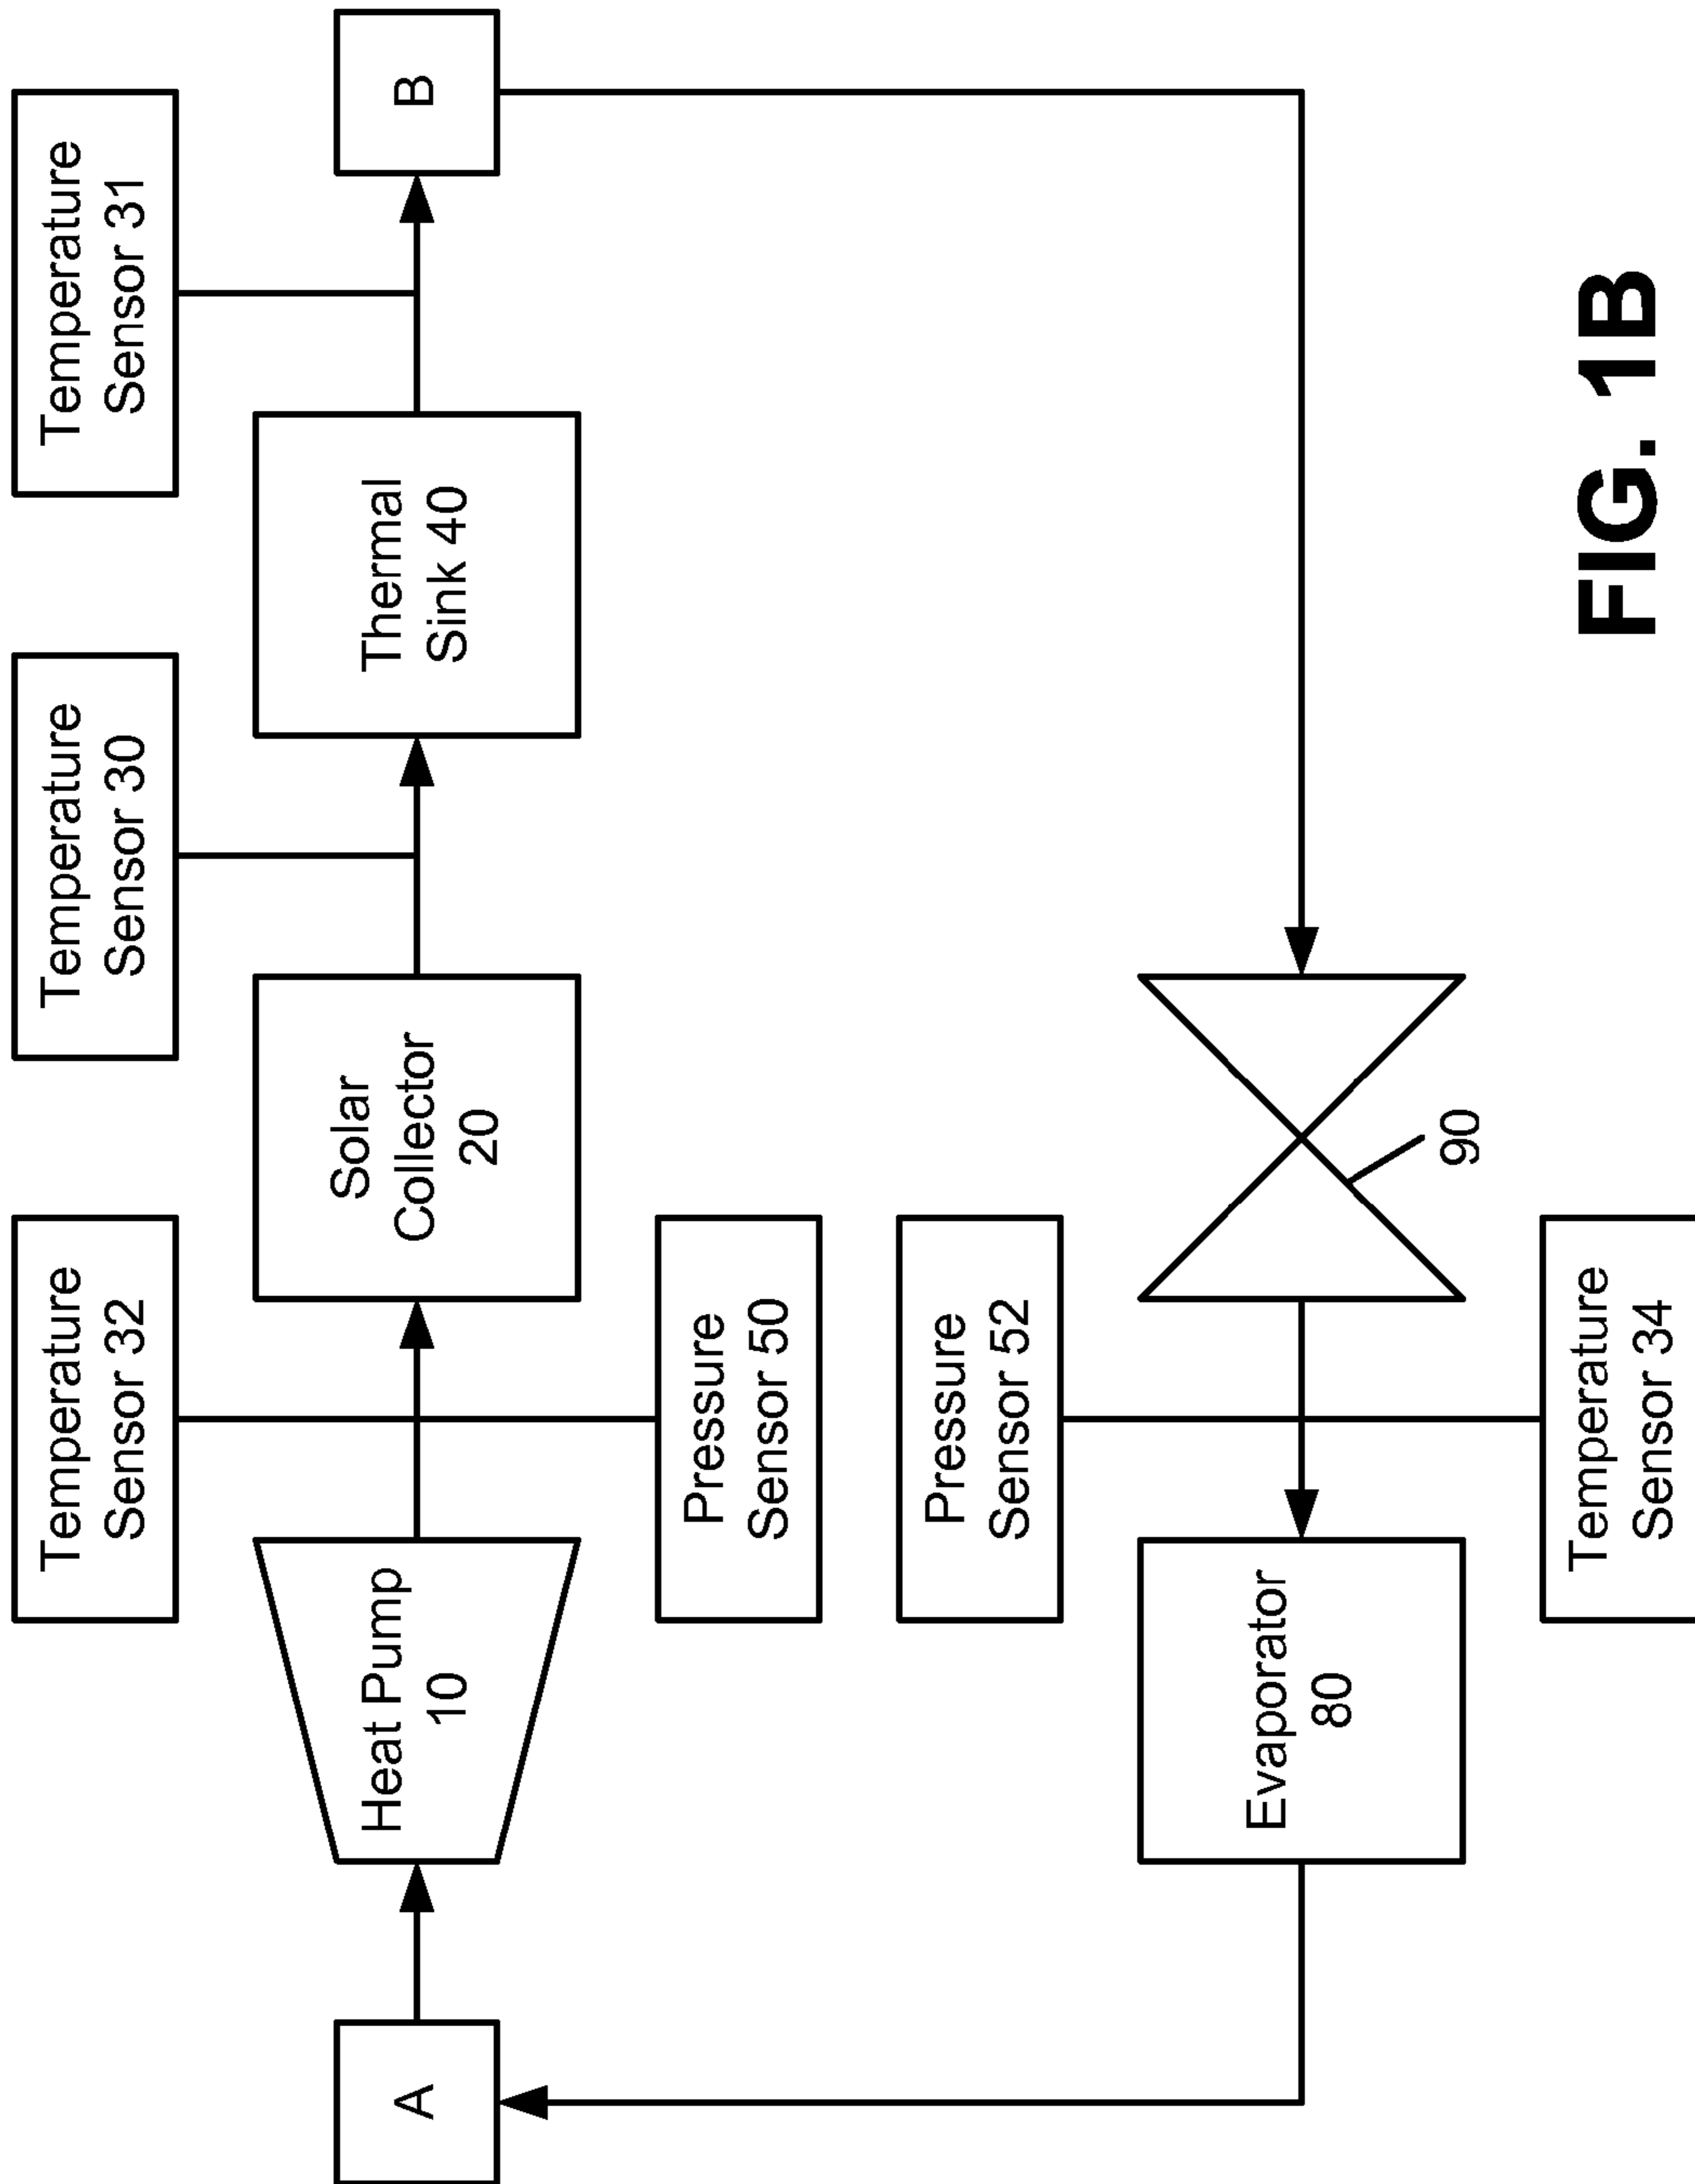 Temperature
Sensor 32
Temperature
Sensor 30
Temperature
Sensor 31
A
Heat Pump
10
Solar
Collector
20
Thermal
Sink 40
B
Pressure
Sensor 50
Pressure
Sensor 52
Evaporator
80
90
Temperature
Sensor 34
FIG. 1B